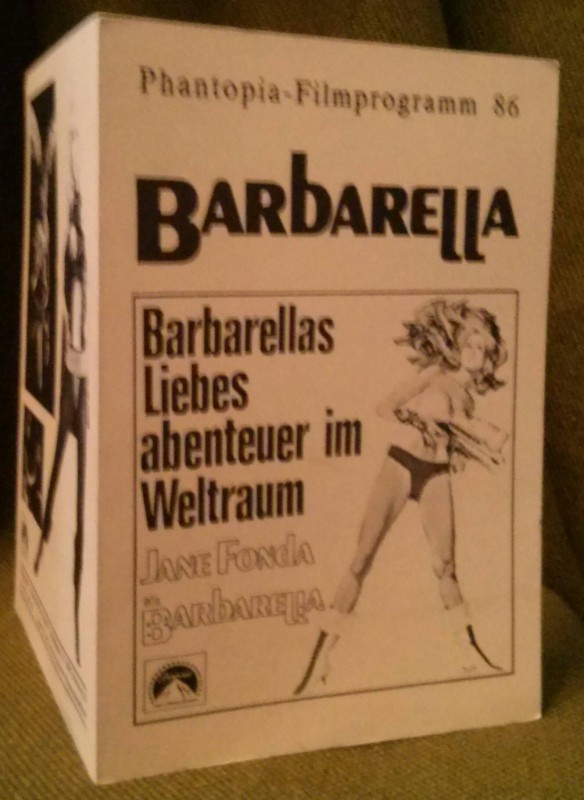 Phantopia-Filmprogramm 86
BARBARELLA
Barbarellas
Liebes
abenteuer im
Weltraum
JANE FONDA
als
BARBARELLA